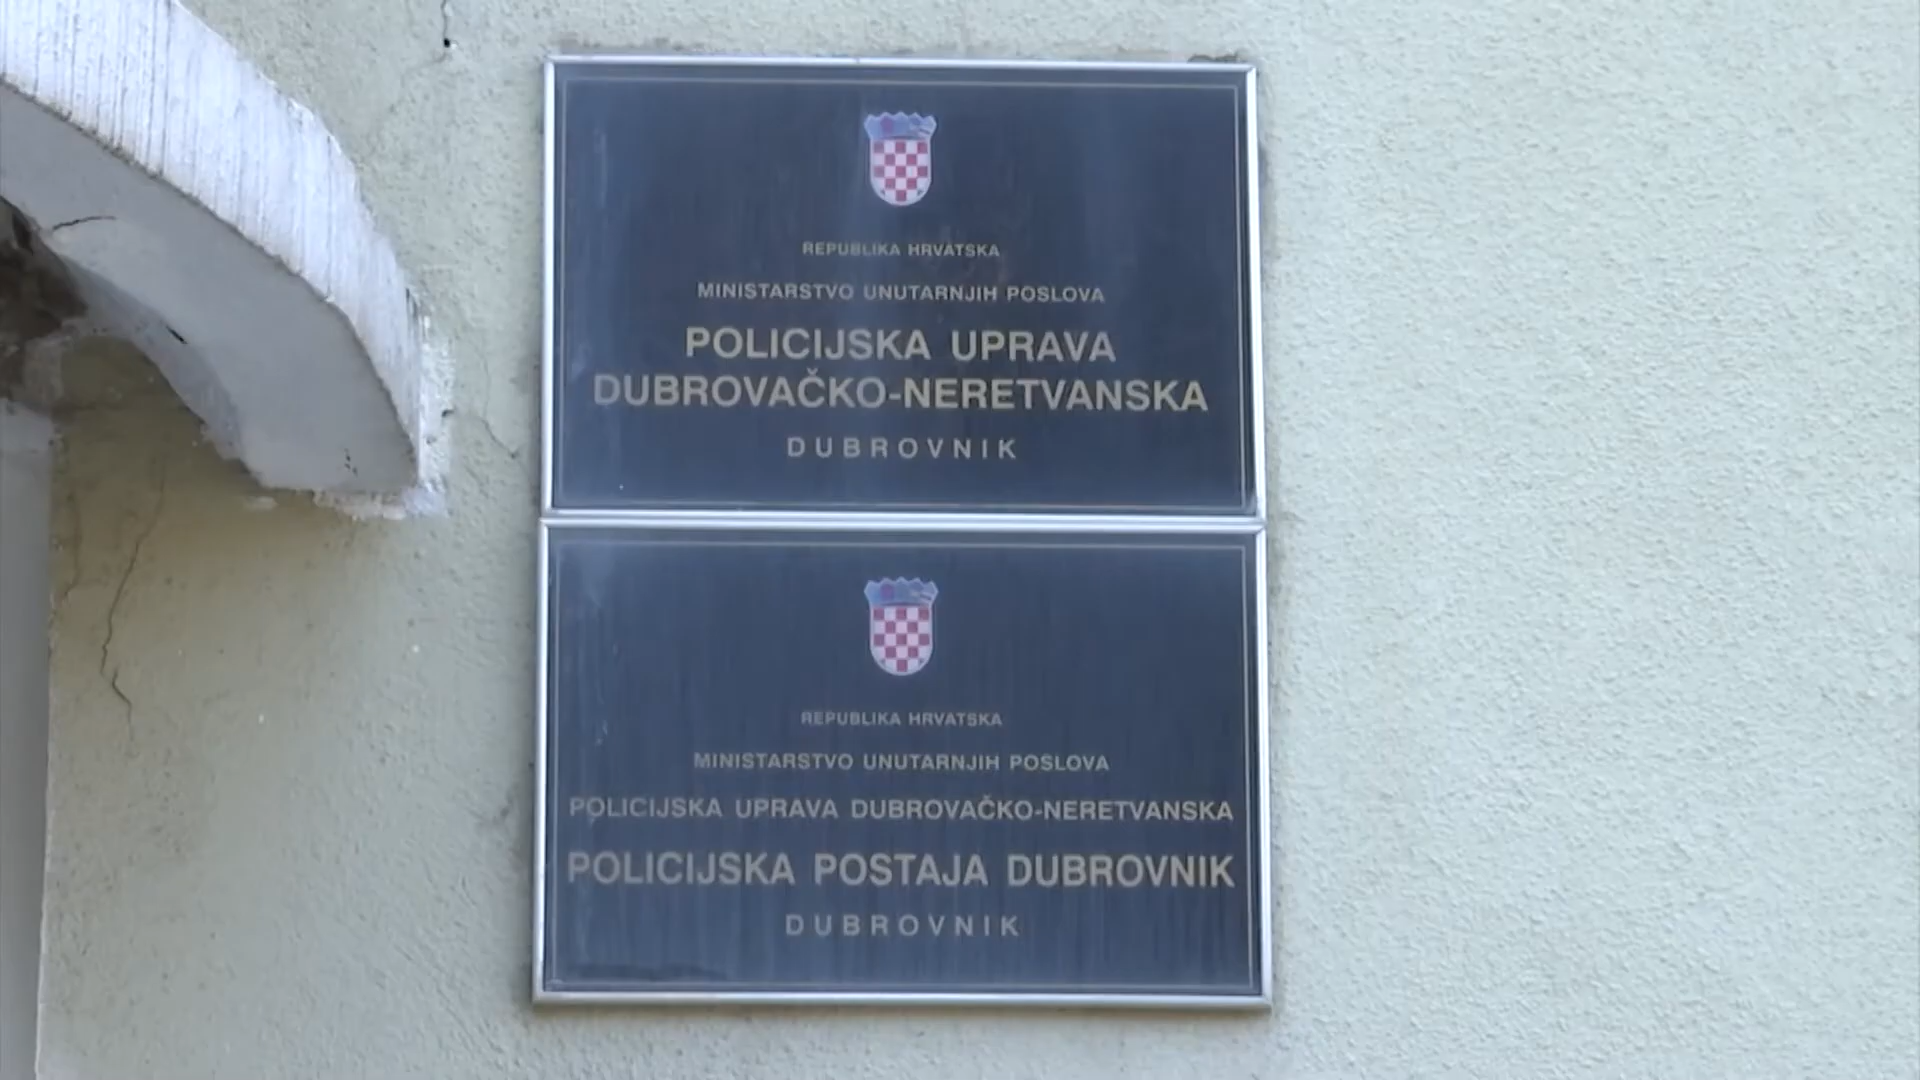 REPUBLIKA HRVATSKA
MINISTARSTVO UNUTARNJIH POSLOVA
POLICIJSKA UPRAVA
DUBROVAČKO-NERETVANSKA
DUBROVNIK
REPUBLIKA HRVATSKA
MINISTARSTVO UNUTARNJIH POSLOVA
POLICIJSKA UPRAVA DUBROVAČKO-NERETVANSKA
POLICIJSKA POSTAJA DUBROVNIK
DUBROVNIK